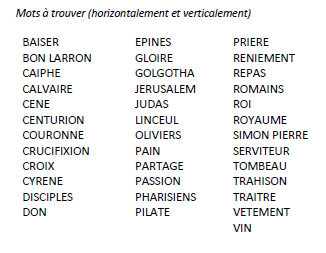 Mots à trouver (horizontalement et verticalement)
BAISER EPINES PRIERE
BON LARRON GLOIRE RENIEMENT
CAIPHE GOLGOTHA REPAS
CALVAIRE JERUSALEM ROMAINS
CENE JUDAS ROI
CENTURION LINCEUL ROYAUME
COURONNE OLIVIERS SIMON PIERRE
CRUCIFIXION PAIN SERVITEUR
CROIX PARTAGE TOMBEAU
CYRENE PASSION TRAHISON
DISCIPLES PHARISIENS TRAITRE
DON PILATE VETEMENT
VIN